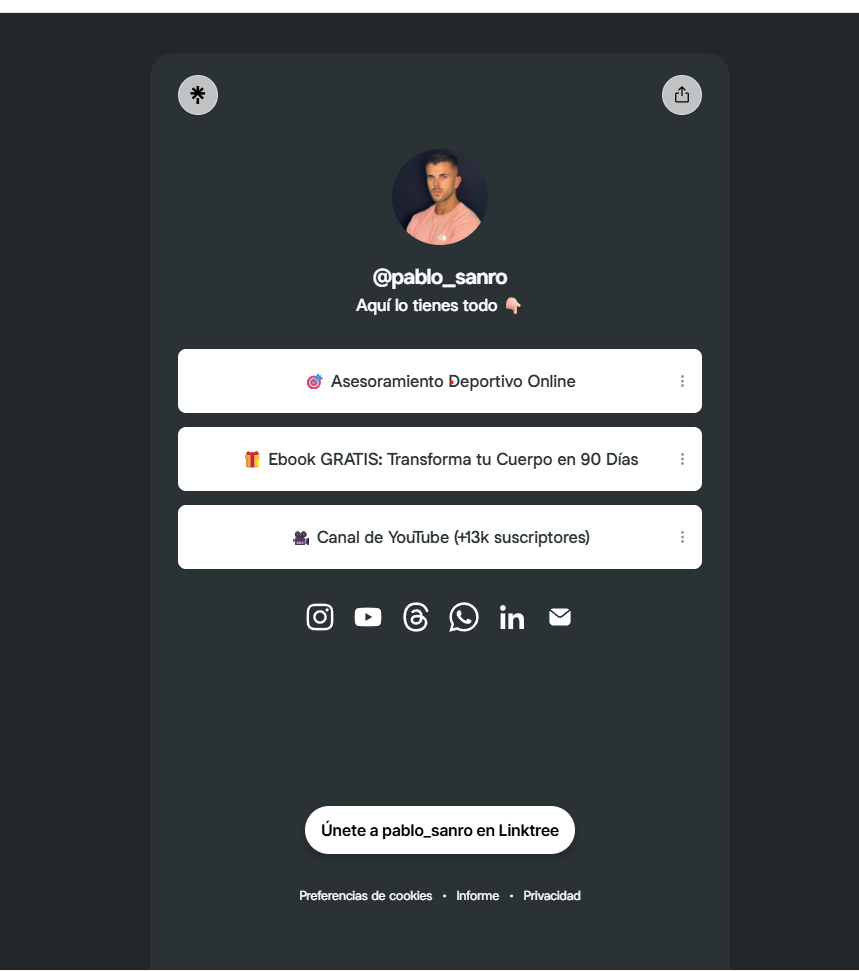 @pablo_sanro
Aquí lo tienes todo 👇🏼
🎯 Asesoramiento Deportivo Online
🎁 Ebook GRATIS: Transforma tu Cuerpo en 90 Días
🎥 Canal de YouTube (+13k suscriptores)
Únete a pablo_sanro en Linktree
Preferencias de cookies • Informe • Privacidad